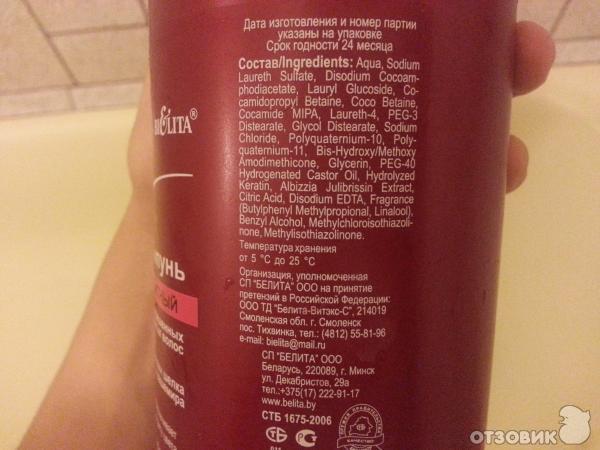 Дата изготовления и номер партии
указаны на упаковке
Срок годности 24 месяца
Состав/Ingredients: Aqua, Sodium
Laureth Sulfate, Disodium Cocoam-
phodiacetate, Lauryl Glucoside, Co-
camidopropyl Betaine, Coco Betaine,
Cocamide MIPA, Laureth-4, PEG-3
Distearate, Glycol Distearate, Sodium
Chloride, Polyquaternium-10, Poly-
quaternium-11, Bis-Hydroxy/Methoxy
Amodimethicone, Glycerin, PEG-40
Hydrogenated Castor Oil, Hydrolyzed
Keratin, Albizzia Julibrissin Extract,
Citric Acid, Disodium EDTA, Fragrance
(Butylphenyl Methylpropional, Linalool),
Benzyl Alcohol, Methylchloroisothiazoli-
none, Methylisothiazolinone.
Температура хранения
от 5 °C до 25 °C
Организация, уполномоченная
СП "БЕЛИТА" ООО на принятие
претензий в Российской Федерации:
ООО ТД "Белита-Витэкс-С", 214019
Смоленская обл. г. Смоленск
пос. Тихвинка, тел.: (4812) 55-81-96
e-mail: bielita@mail.ru
СП "БЕЛИТА" ООО
Беларусь, 220089, г. Минск
ул. Декабристов, 29а
тел.:+375(17) 222-91-17
www.belita.by
СТБ 1675-2006
BIELITA®
волос
шелка
КАЧЕСТВО
ОТЗОВИК